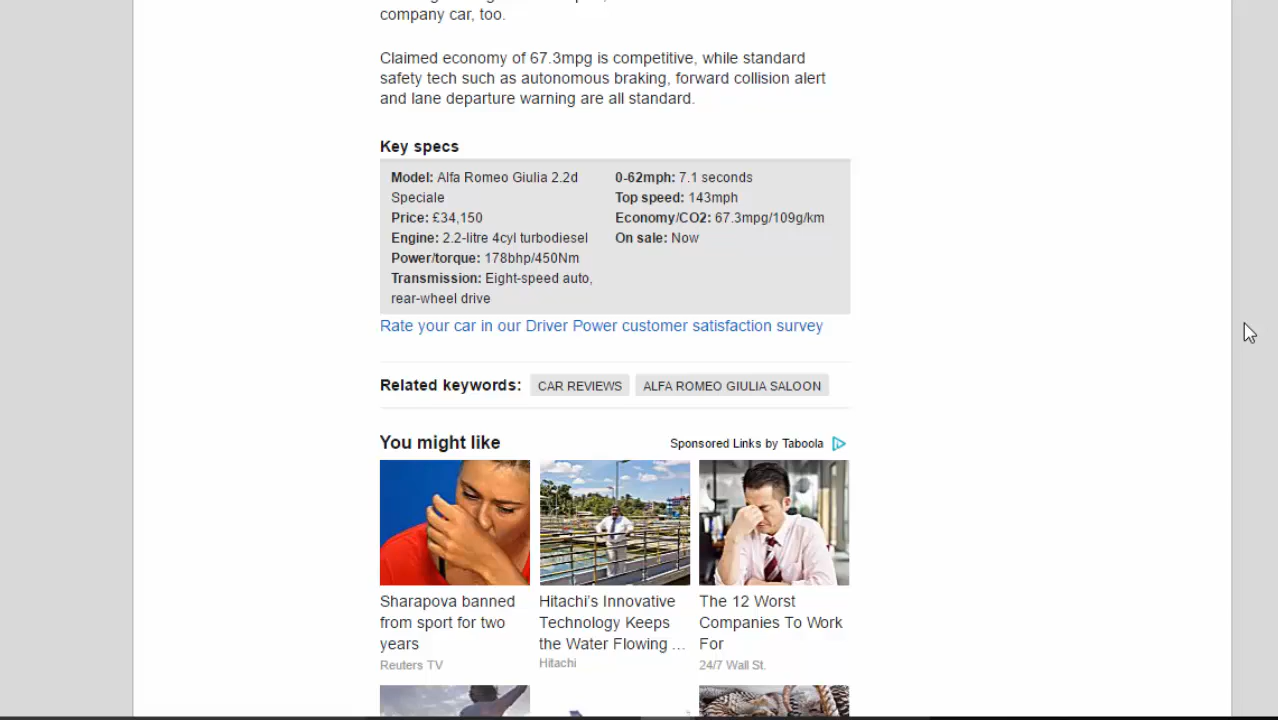 company car, too.
Claimed economy of 67.3mpg is competitive, while standard
safety tech such as autonomous braking, forward collision alert
and lane departure warning are all standard.
Key specs
Model: Alfa Romeo Giulia 2.2d
Speciale
Price: £34,150
Engine: 2.2-litre 4cyl turbodiesel
Power/torque: 178bhp/450Nm
Transmission: Eight-speed auto,
rear-wheel drive
0-62mph: 7.1 seconds
Top speed: 143mph
Economy/CO2: 67.3mpg/109g/km
On sale: Now
Rate your car in our Driver Power customer satisfaction survey
Related keywords: CAR REVIEWS ALFA ROMEO GIULIA SALOON
You might like
Sponsored Links by Taboola
Sharapova banned
from sport for two
years
Reuters TV
Hitachi's Innovative
Technology Keeps
the Water Flowing ...
Hitachi
The 12 Worst
Companies To Work
For
24/7 Wall St.